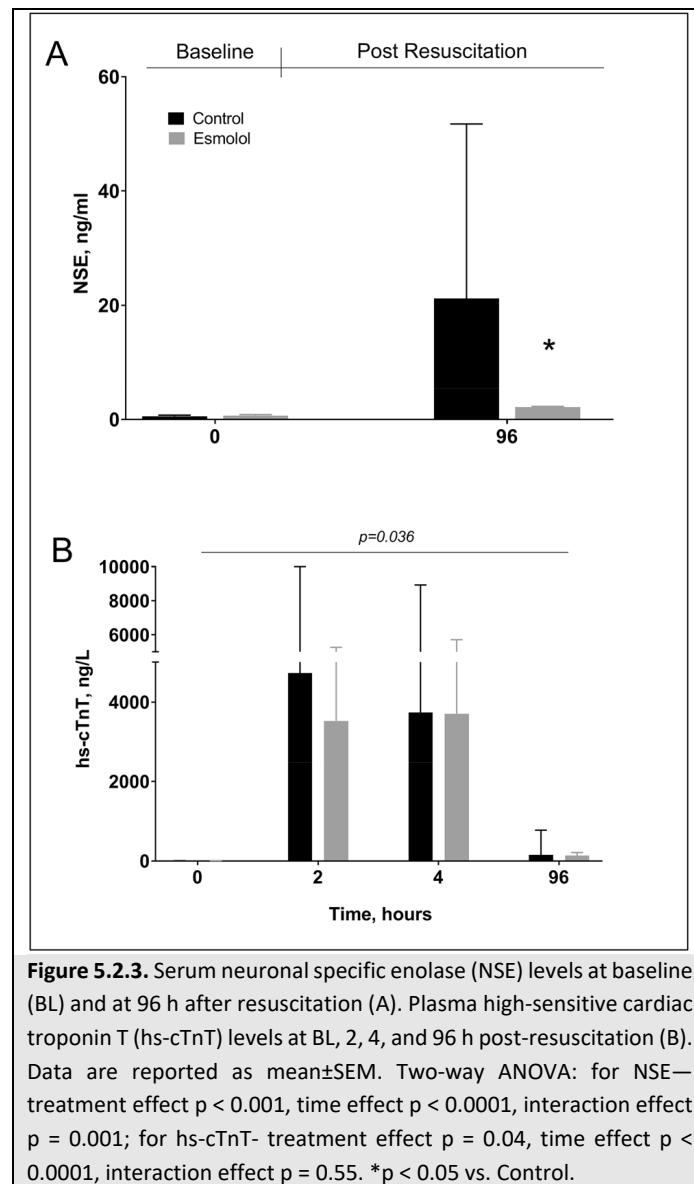 A
Baseline
Post Resuscitation
60
Control
Esmolol
40
NSE, ng/ml
20
*
0
0
96
B
p=0.036
10000
8000
6000
hs-cTnT, ng/L
4000
2000
0
0
2
4
96
Time, hours
Figure 5.2.3. Serum neuronal specific enolase (NSE) levels at baseline
(BL) and at 96 h after resuscitation (A). Plasma high-sensitive cardiac
troponin T (hs-cTnT) levels at BL, 2, 4, and 96 h post-resuscitation (B).
Data are reported as mean±SEM. Two-way ANOVA: for NSE—
treatment effect p < 0.001, time effect p < 0.0001, interaction effect
p = 0.001; for hs-cTnT- treatment effect p = 0.04, time effect p <
0.0001, interaction effect p = 0.55. *p < 0.05 vs. Control.